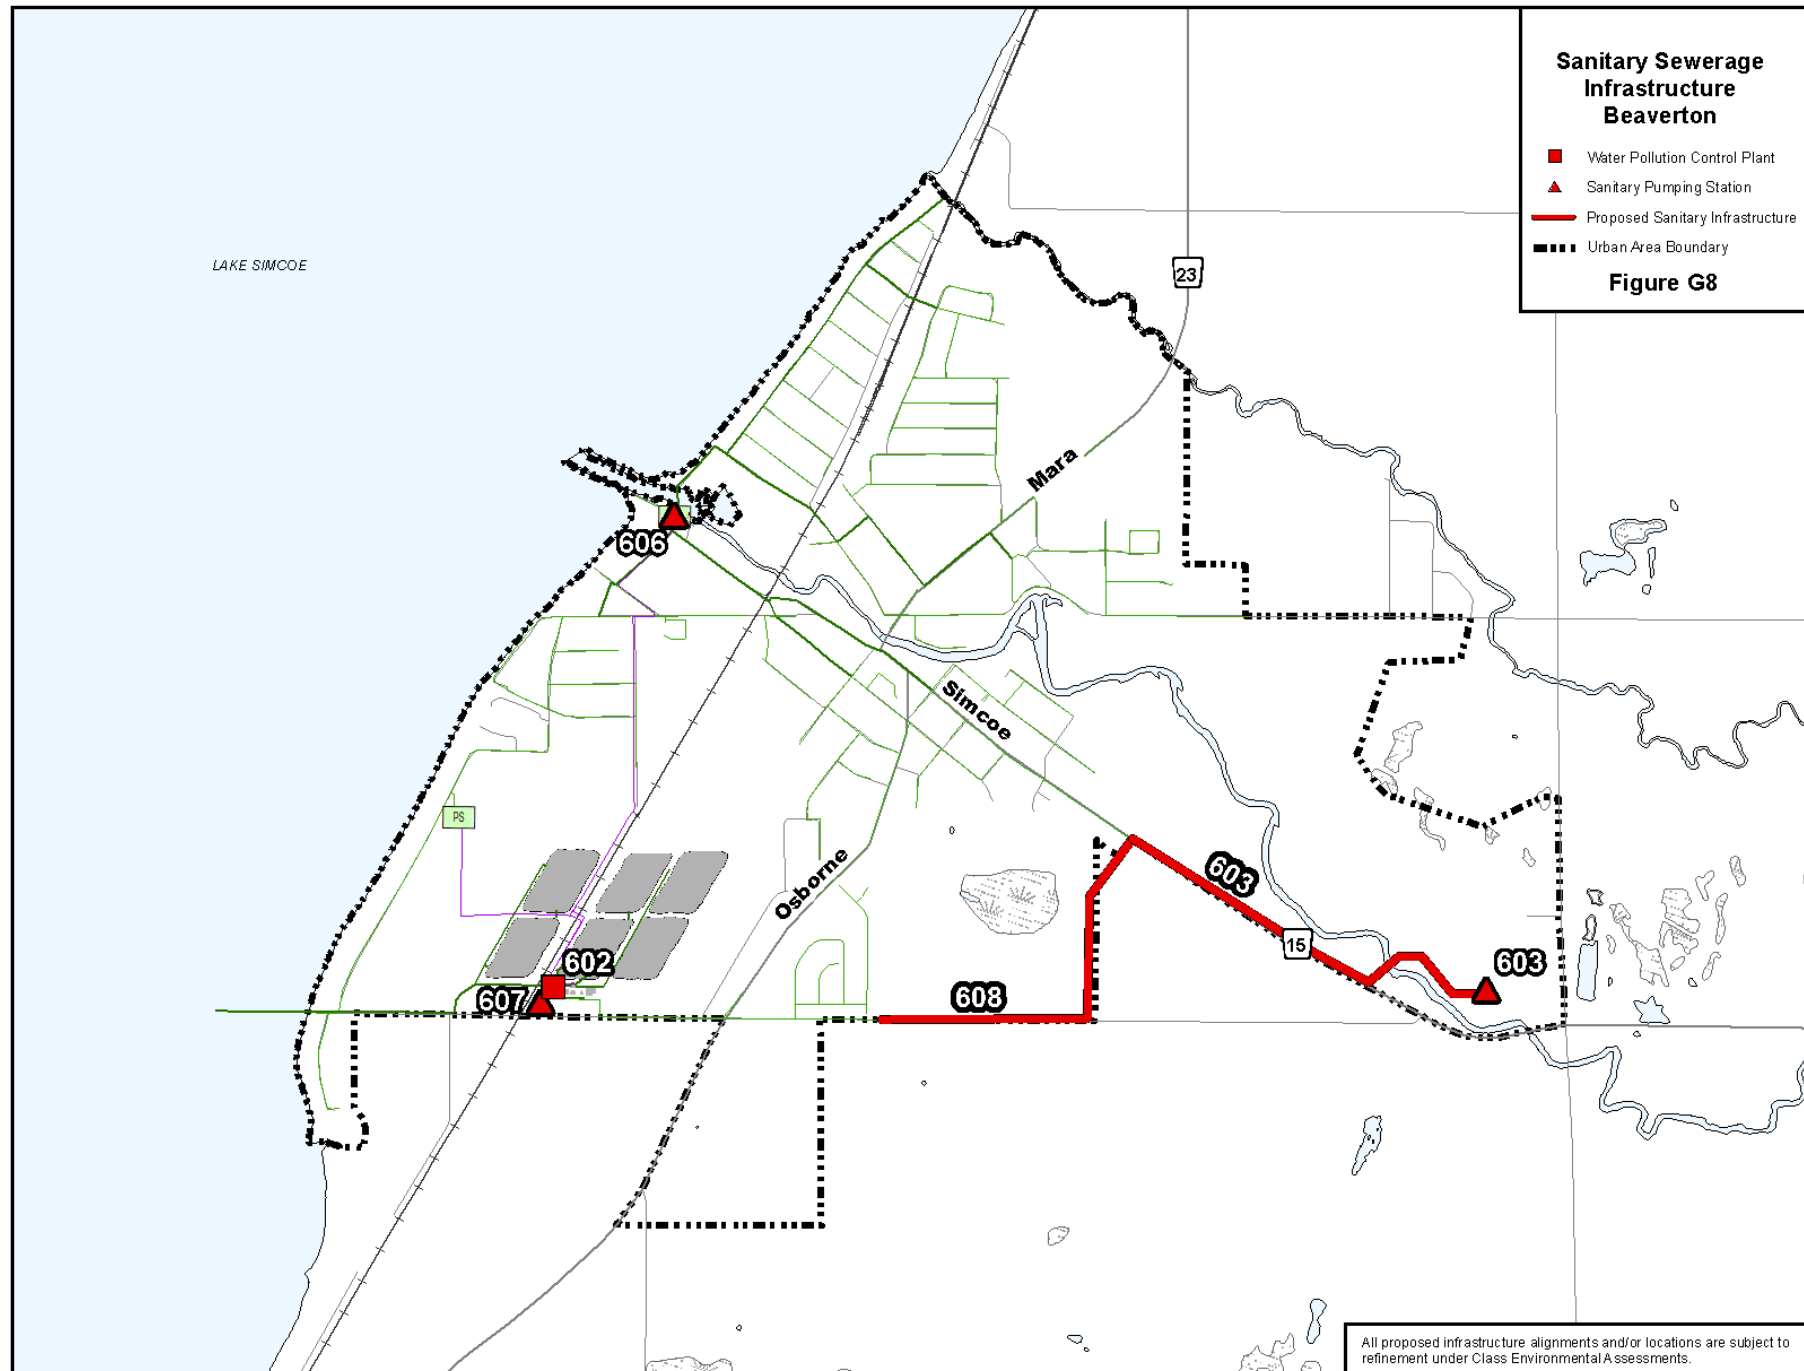 Sanitary Sewerage
Infrastructure
Beaverton
Water Pollution Control Plant
Sanitary Pumping Station
Proposed Sanitary Infrastructure
Urban Area Boundary
Figure G8
LAKE SIMCOE
23
Mara
606
Simcoe
PS
Osborne
603
15
602
603
607
608
All proposed infrastructure alignments and/or locations are subject to
refinement under Class Environmental Assessments.